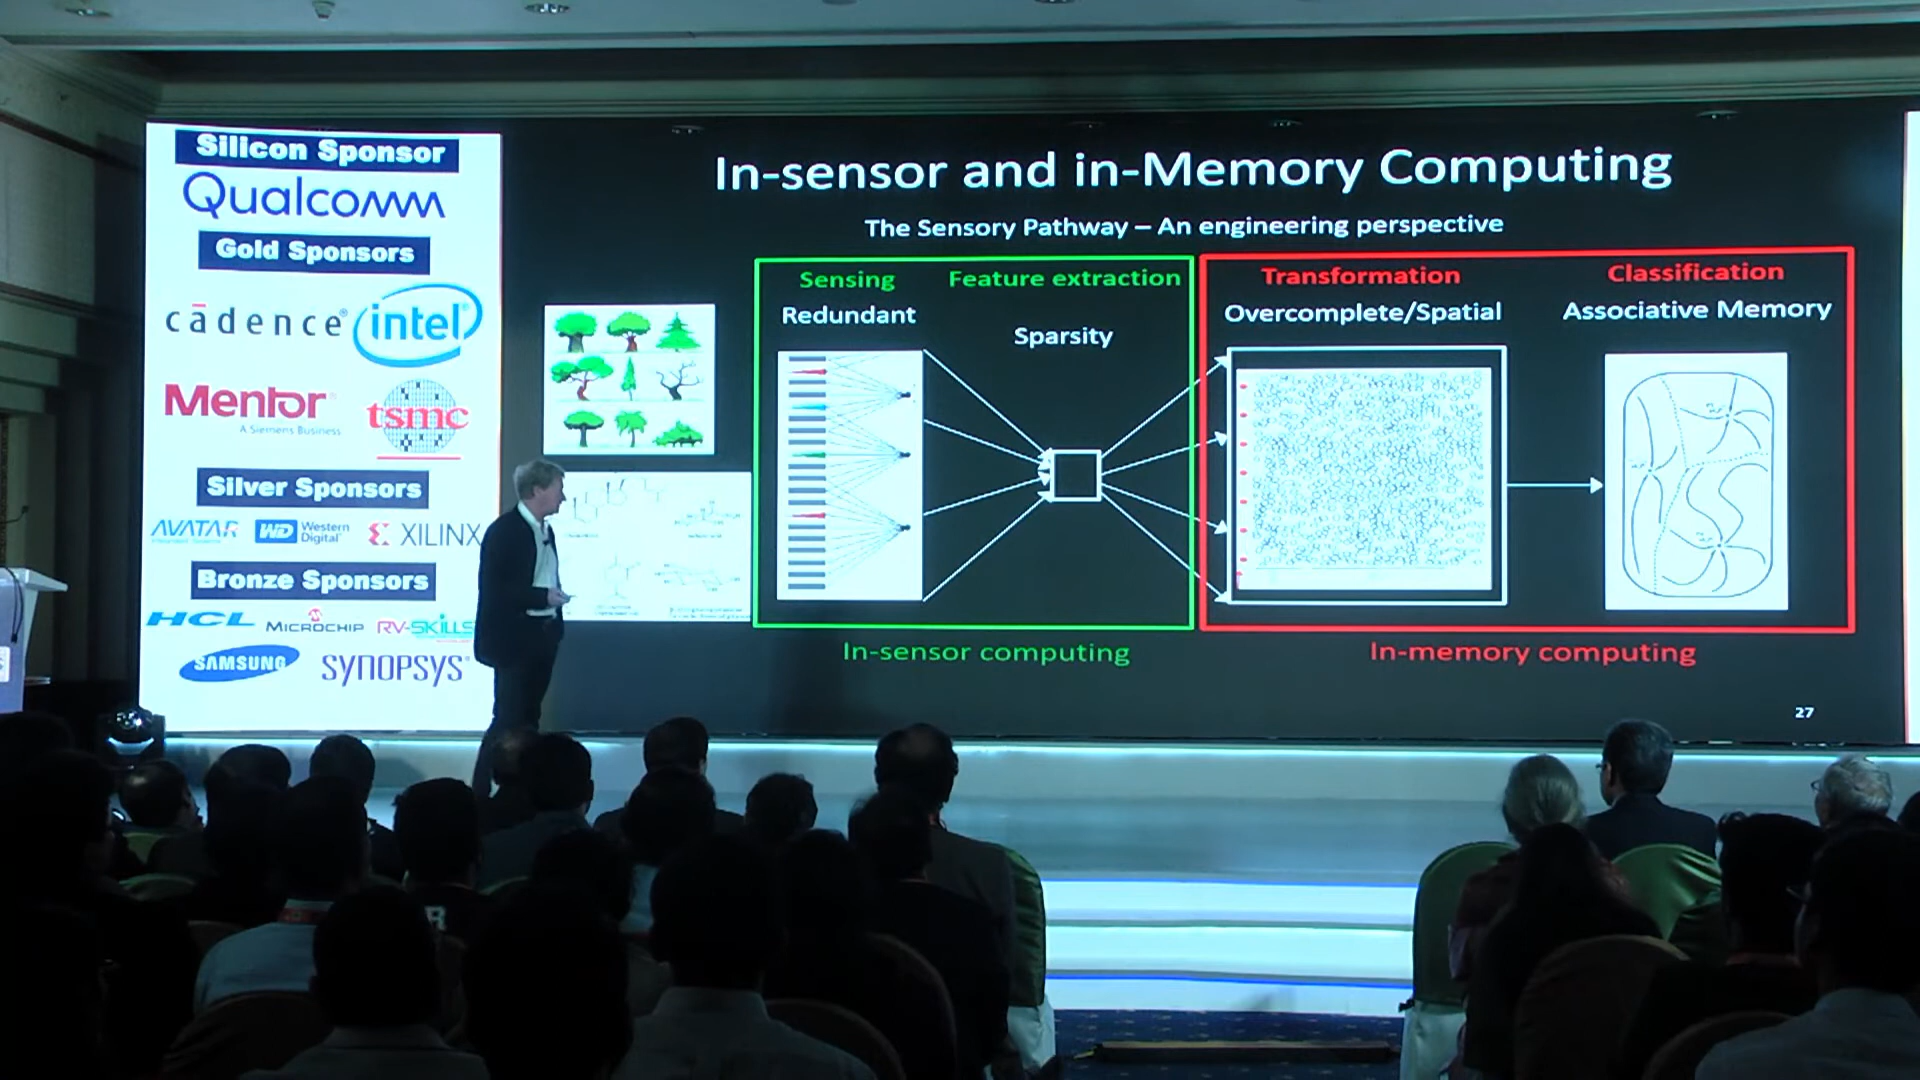 Silicon Sponsor
Qualcomm
Gold Sponsors
cādence®
intel®
Mentor®
A Siemens Business
tsmc
Silver Sponsors
AVATAR
WD Western Digital®
XILINX
Bronze Sponsors
HCL
MICROCHIP
RV-SKILLS
SAMSUNG
SYNOPSYS®
In-sensor and in-Memory Computing
The Sensory Pathway – An engineering perspective
Sensing
Feature extraction
Transformation
Classification
Redundant
Sparsity
Overcomplete/Spatial
Associative Memory
In-sensor computing
In-memory computing
27
R